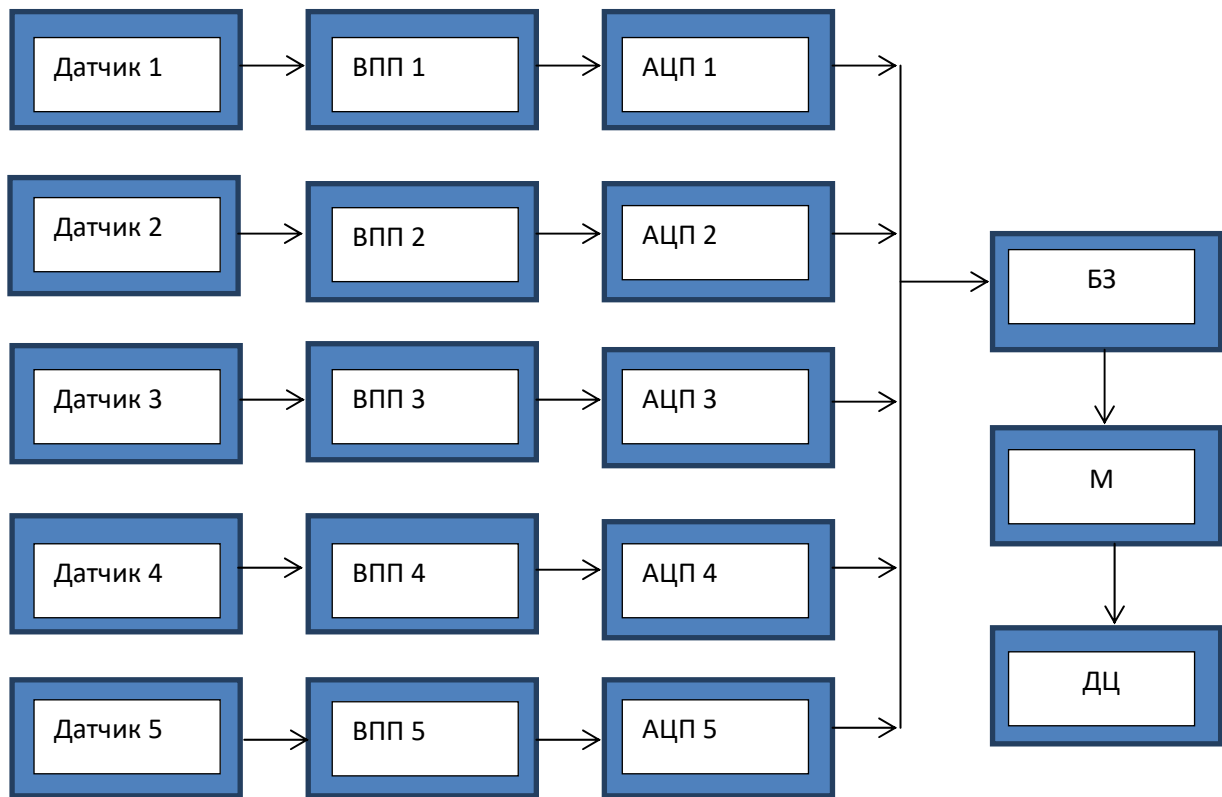 Датчик 1
ВПП 1
АЦП 1
Датчик 2
ВПП 2
АЦП 2
БЗ
Датчик 3
ВПП 3
АЦП 3
М
Датчик 4
ВПП 4
АЦП 4
ДЦ
Датчик 5
ВПП 5
АЦП 5